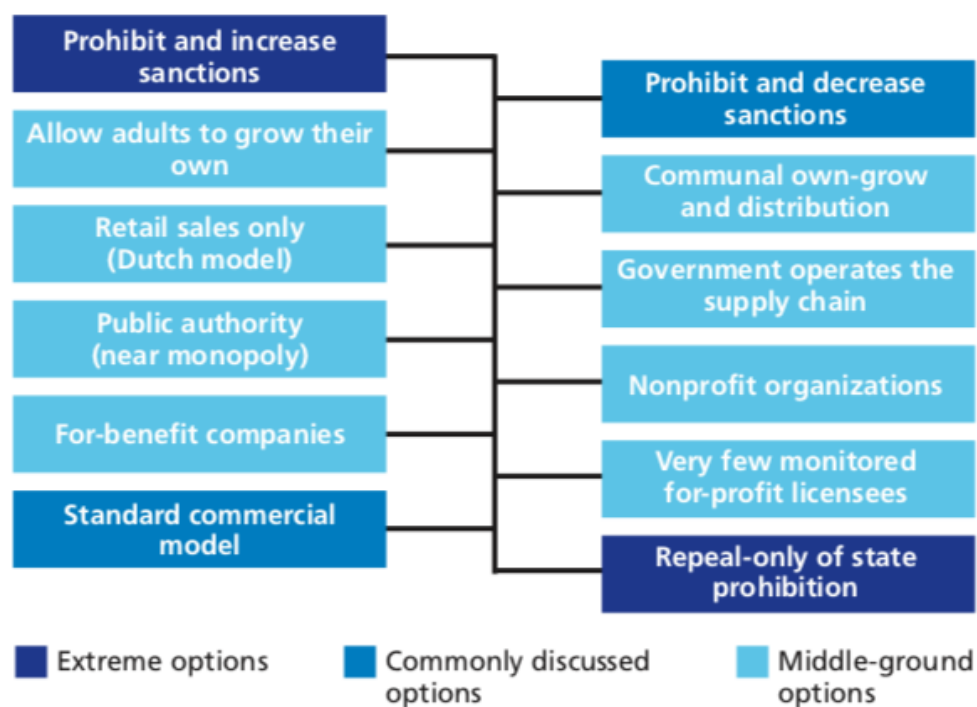 Prohibit and increase
sanctions
Prohibit and decrease
sanctions
Allow adults to grow their
own
Communal own-grow
and distribution
Retail sales only
(Dutch model)
Government operates the
supply chain
Public authority
(near monopoly)
Nonprofit organizations
For-benefit companies
Very few monitored
for-profit licensees
Standard commercial
model
Repeal-only of state
prohibition
Extreme options
Commonly discussed
options
Middle-ground
options